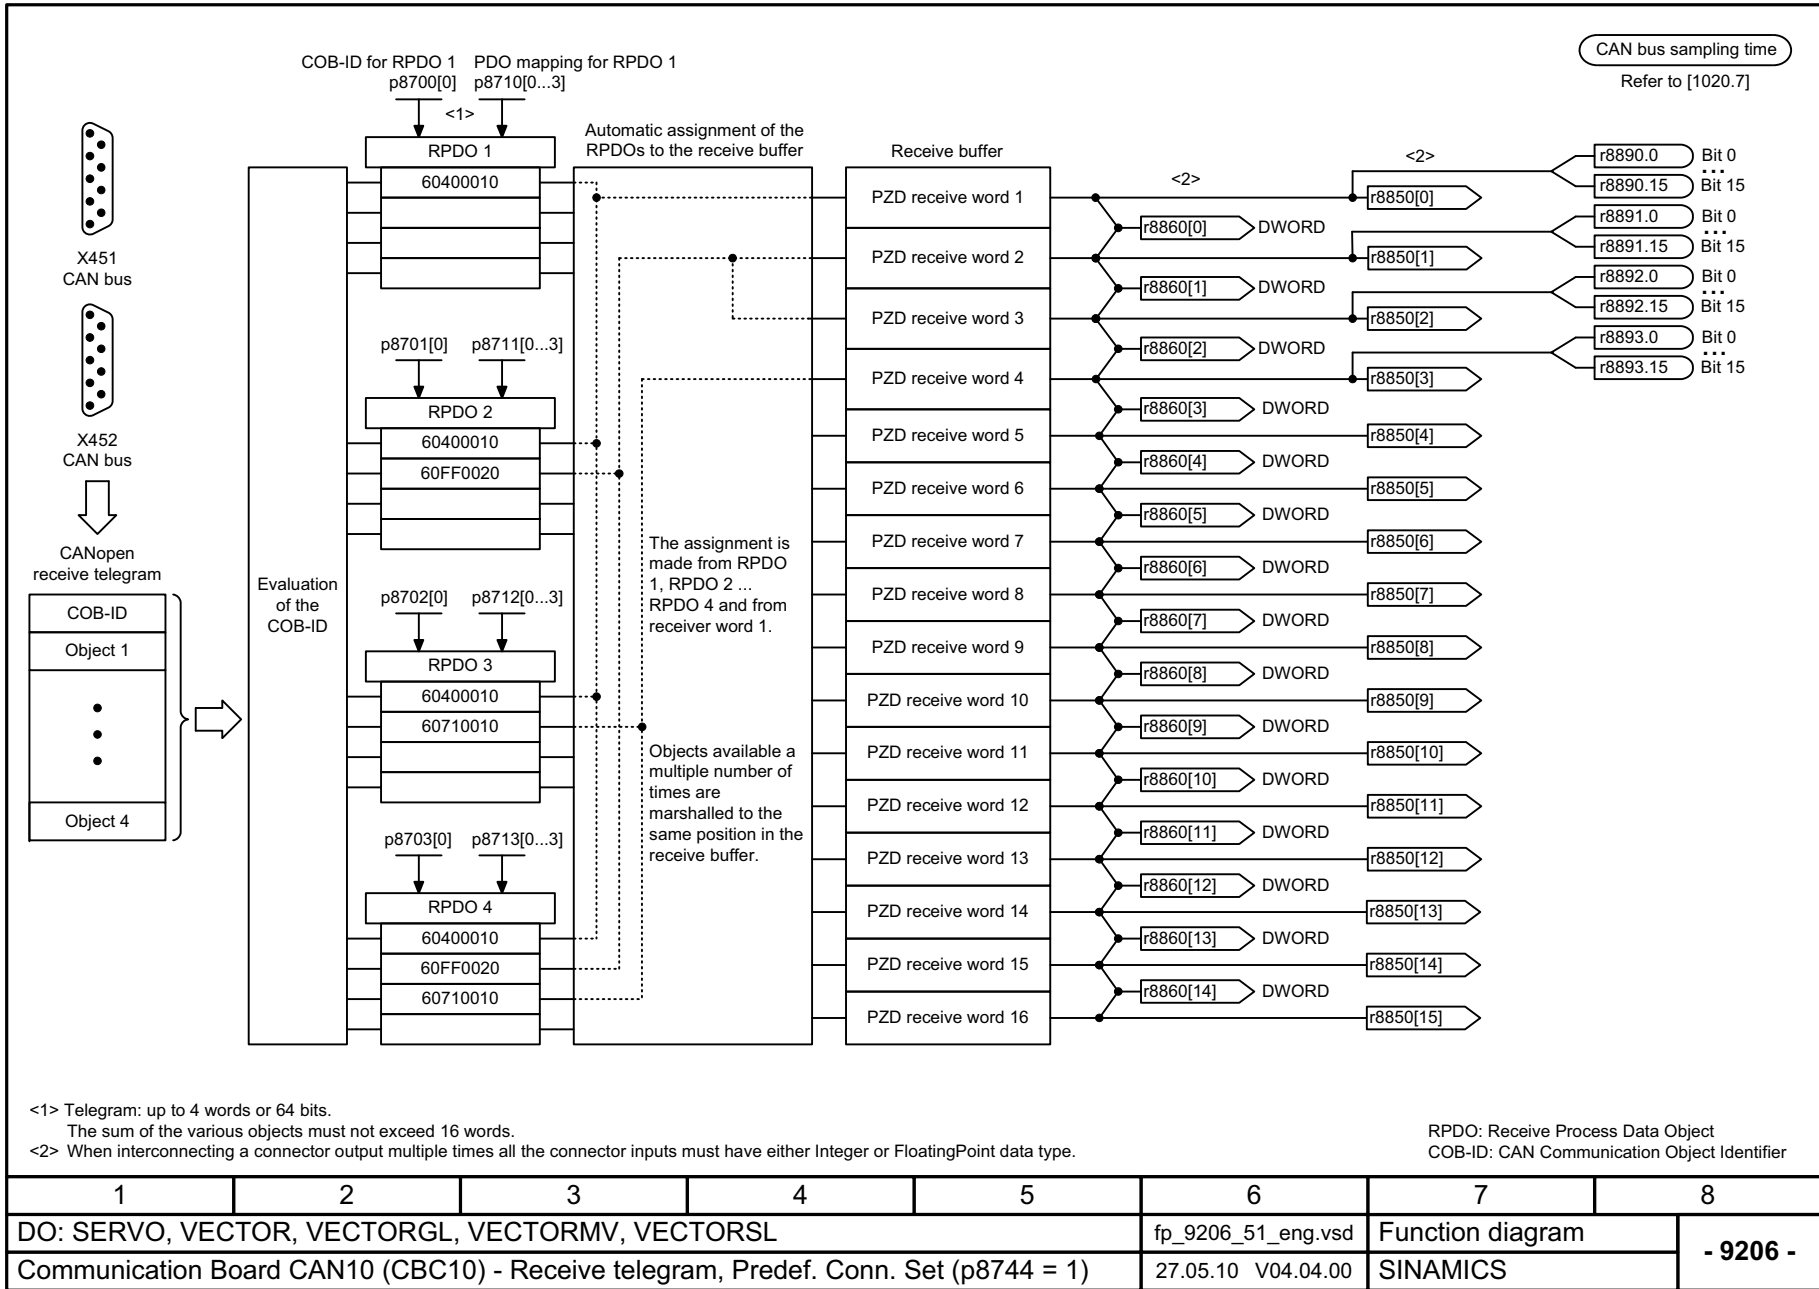 COB-ID for RPDO 1
p8700[0]
PDO mapping for RPDO 1
p8710[0...3]
<1>
CAN bus sampling time
Refer to [1020.7]
X451
CAN bus
X452
CAN bus
CANopen
receive telegram
COB-ID
Object 1
Object 4
Evaluation
of the
COB-ID
RPDO 1
60400010
p8701[0]
p8711[0...3]
RPDO 2
60400010
60FF0020
p8702[0]
p8712[0...3]
RPDO 3
60400010
60710010
p8703[0]
p8713[0...3]
RPDO 4
60400010
60FF0020
60710010
Automatic assignment of the
RPDOs to the receive buffer
The assignment is
made from RPDO
1, RPDO 2 ...
RPDO 4 and from
receiver word 1.
Objects available a
multiple number of
times are
marshalled to the
same position in the
receive buffer.
Receive buffer
PZD receive word 1
PZD receive word 2
PZD receive word 3
PZD receive word 4
PZD receive word 5
PZD receive word 6
PZD receive word 7
PZD receive word 8
PZD receive word 9
PZD receive word 10
PZD receive word 11
PZD receive word 12
PZD receive word 13
PZD receive word 14
PZD receive word 15
PZD receive word 16
<2>
r8860[0] DWORD
r8860[1] DWORD
r8860[2] DWORD
r8860[3] DWORD
r8860[4] DWORD
r8860[5] DWORD
r8860[6] DWORD
r8860[7] DWORD
r8860[8] DWORD
r8860[9] DWORD
r8860[10] DWORD
r8860[11] DWORD
r8860[12] DWORD
r8860[13] DWORD
r8860[14] DWORD
<2>
r8850[0]
r8850[1]
r8850[2]
r8850[3]
r8850[4]
r8850[5]
r8850[6]
r8850[7]
r8850[8]
r8850[9]
r8850[10]
r8850[11]
r8850[12]
r8850[13]
r8850[14]
r8850[15]
r8890.0 Bit 0
...
r8890.15 Bit 15
r8891.0 Bit 0
...
r8891.15 Bit 15
r8892.0 Bit 0
...
r8892.15 Bit 15
r8893.0 Bit 0
...
r8893.15 Bit 15
<1> Telegram: up to 4 words or 64 bits.
The sum of the various objects must not exceed 16 words.
<2> When interconnecting a connector output multiple times all the connector inputs must have either Integer or FloatingPoint data type.
RPDO: Receive Process Data Object
COB-ID: CAN Communication Object Identifier
1 2 3 4 5 6 7 8
DO: SERVO, VECTOR, VECTORGL, VECTORMV, VECTORSL
fp_9206_51_eng.vsd
Function diagram
- 9206 -
Communication Board CAN10 (CBC10) - Receive telegram, Predef. Conn. Set (p8744 = 1)
27.05.10 V04.04.00
SINAMICS